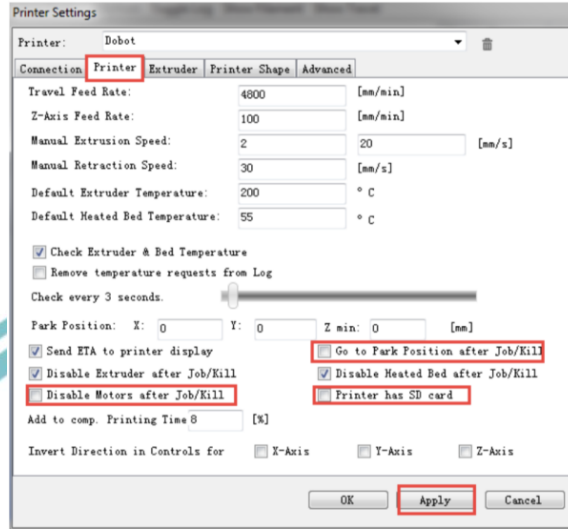 Printer Settings
Printer: Dobot
Connection Printer Extruder Printer Shape Advanced
Travel Feed Rate: 4800 [mm/min]
Z-Axis Feed Rate: 100 [mm/min]
Manual Extrusion Speed: 2 20 [mm/s]
Manual Retraction Speed: 30 [mm/s]
Default Extruder Temperature: 200 ° C
Default Heated Bed Temperature: 55 ° C
Check Extruder & Bed Temperature
Remove temperature requests from Log
Check every 3 seconds.
Park Position: X: 0 Y: 0 Z min: 0 [mm]
Send ETA to printer display Go to Park Position after Job/Kill
Disable Extruder after Job/Kill Disable Heated Bed after Job/Kill
Disable Motors after Job/Kill Printer has SD card
Add to comp. Printing Time 8 [%]
Invert Direction in Controls for X-Axis Y-Axis Z-Axis
OK Apply Cancel